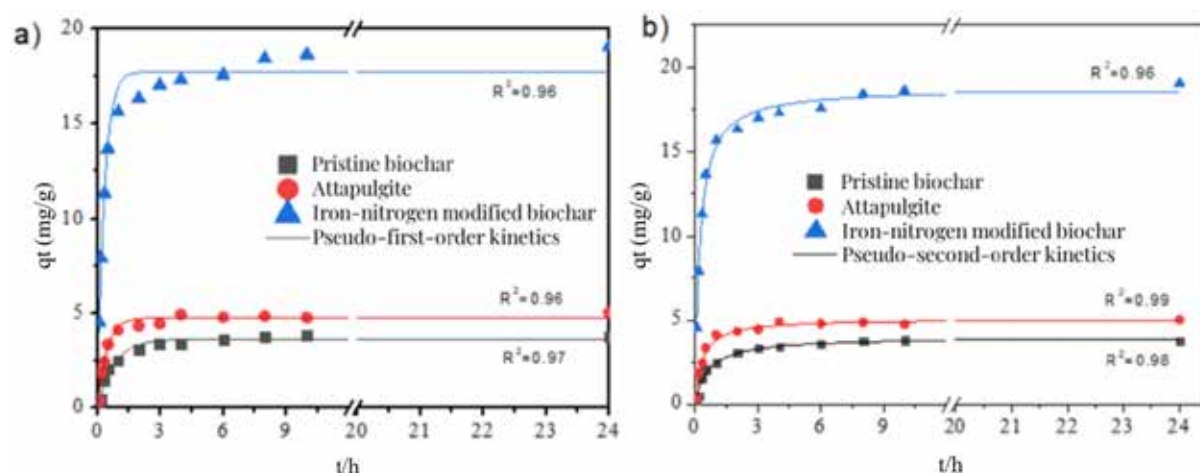 a)
20
15
10
5
0
qt (mg/g)
R²=0.96
Pristine biochar
Attapulgite
Iron-nitrogen modified biochar
Pseudo-first-order kinetics
R²=0.96
R²=0.97
0 3 6 9 20 21 22 23 24
t/h
b)
20
15
10
5
0
qt (mg/g)
R²=0.96
Pristine biochar
Attapulgite
Iron-nitrogen modified biochar
Pseudo-second-order kinetics
R²=0.99
R²=0.98
0 3 6 9 20 21 22 23 24
t/h